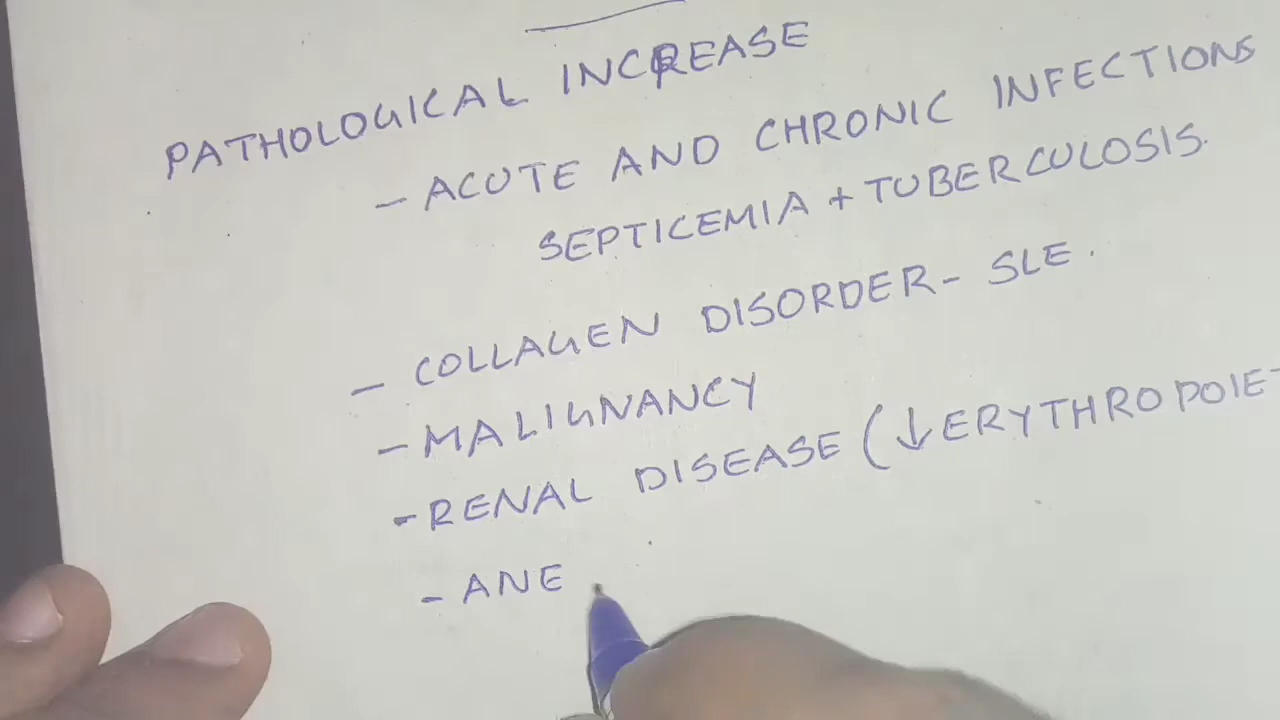 PATHOLOGICAL INCREASE
- ACUTE AND CHRONIC INFECTIONS
SEPTICEMIA + TUBERCULOSIS.
- COLLAGEN DISORDER - SLE.
- MALIGNANCY
- RENAL DISEASE (↓ERYTHROPOIE-
- ANE